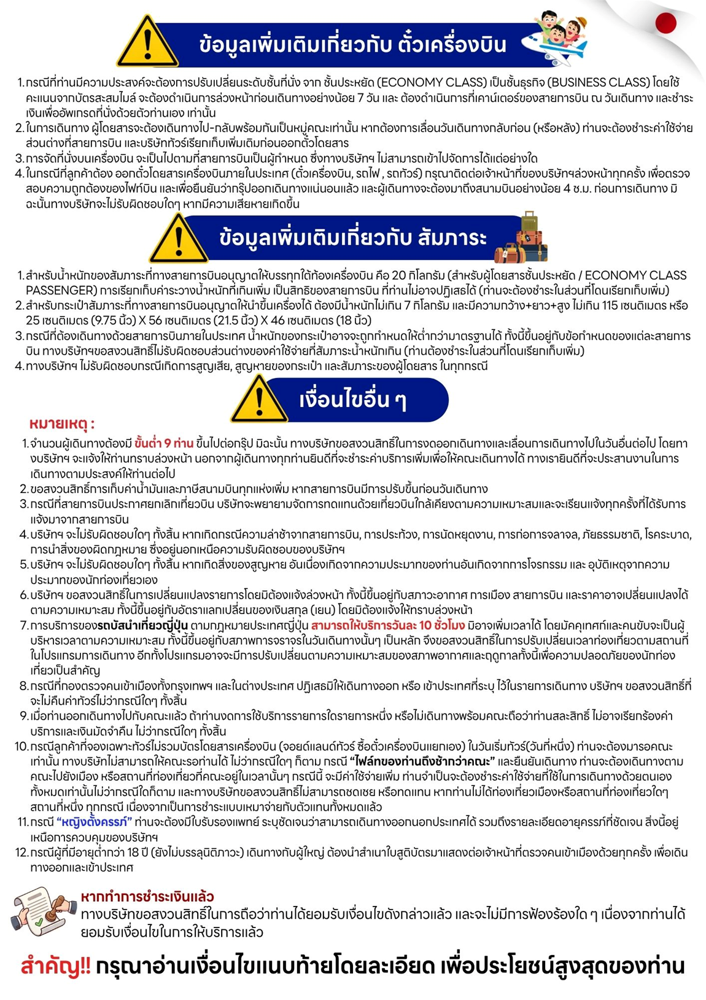 ข้อมูลเพิ่มเติมเกี่ยวกับ ตั๋วเครื่องบิน
1. กรณีที่ท่านมีความประสงค์จะต้องการปรับเปลี่ยนระดับชั้นที่นั่ง จาก ชั้นประหยัด (ECONOMY CLASS) เป็นชั้นธุรกิจ (BUSINESS CLASS) โดยใช้
คะแนนจากบัตรสะสมไมล์ จะต้องดำเนินการล่วงหน้าก่อนเดินทางอย่างน้อย 7 วัน และ ต้องดำเนินการที่เคาน์เตอร์ของสายการบิน ณ วันเดินทาง และชำระ
เงินเพื่ออัพเกรดที่นั่งด้วยตัวท่านเอง เท่านั้น
2. ในการเดินทาง ผู้โดยสารจะต้องเดินทางไป-กลับพร้อมกันเป็นหมู่คณะเท่านั้น หากต้องการเลื่อนวันเดินทางกลับก่อน (หรือหลัง) ท่านจะต้องชำระค่าใช้จ่าย
ส่วนต่างที่สายการบิน และบริษัททัวร์เรียกเก็บเพิ่มเติมก่อนออกตั๋วโดยสาร
3. การจัดที่นั่งบนเครื่องบิน จะเป็นไปตามที่สายการบินเป็นผู้กำหนด ซึ่งทางบริษัทฯ ไม่สามารถเข้าไปจัดการได้แต่อย่างใด
4. ในกรณีที่ลูกค้าต้อง ออกตั๋วโดยสารเครื่องบินภายในประเทศ (ตั๋วเครื่องบิน, รถไฟ , รถทัวร์) กรุณาติดต่อเจ้าหน้าที่ของบริษัทฯล่วงหน้าทุกครั้ง เพื่อตรวจ
สอบความถูกต้องของไฟท์บิน และเพื่อยืนยันว่ากรุ๊ปออกเดินทางแน่นอนแล้ว และผู้เดินทางจะต้องมาถึงสนามบินอย่างน้อย 4 ช.ม. ก่อนการเดินทาง มิ
ฉะนั้นทางบริษัทจะไม่รับผิดชอบใดๆ หากมีความเสียหายเกิดขึ้น
ข้อมูลเพิ่มเติมเกี่ยวกับ สัมภาระ
1. สำหรับน้ำหนักของสัมภาระที่ทางสายการบินอนุญาตให้บรรทุกใต้ท้องเครื่องบิน คือ 20 กิโลกรัม (สำหรับผู้โดยสารชั้นประหยัด / ECONOMY CLASS
PASSENGER) การเรียกเก็บค่าระวางน้ำหนักที่เกินเพิ่ม เป็นสิทธิของสายการบิน ที่ท่านไม่อาจปฏิเสธได้ (ท่านจะต้องชำระในส่วนที่โดนเรียกเก็บเพิ่ม)
2. สำหรับกระเป๋าสัมภาระที่ทางสายการบินอนุญาตให้นำขึ้นเครื่องได้ ต้องมีน้ำหนักไม่เกิน 7 กิโลกรัม และมีความกว้าง+ยาว+สูง ไม่เกิน 115 เซนติเมตร หรือ
25 เซนติเมตร (9.75 นิ้ว) X 56 เซนติเมตร (21.5 นิ้ว) X 46 เซนติเมตร (18 นิ้ว)
3. กรณีที่ต้องเดินทางด้วยสายการบินภายในประเทศ น้ำหนักของกระเป๋าอาจจะถูกกำหนดให้ต่ำกว่ามาตรฐานได้ ทั้งนี้ขึ้นอยู่กับข้อกำหนดของแต่ละสายการ
บิน ทางบริษัทฯขอสงวนสิทธิ์ไม่รับผิดชอบส่วนต่างของค่าใช้จ่ายที่สัมภาระน้ำหนักเกิน (ท่านต้องชำระในส่วนที่โดนเรียกเก็บเพิ่ม)
4. ทางบริษัทฯ ไม่รับผิดชอบกรณีเกิดการสูญเสีย, สูญหายของกระเป๋า และสัมภาระของผู้โดยสาร ในทุกกรณี
เงื่อนไขอื่น ๆ
หมายเหตุ :
1. จำนวนผู้เดินทางต้องมี ขั้นต่ำ 9 ท่าน ขึ้นไปต่อกรุ๊ป มิฉะนั้น ทางบริษัทขอสงวนสิทธิ์ในการงดออกเดินทางและเลื่อนการเดินทางไปในวันอื่นต่อไป โดยทา
งบริษัทฯ จะแจ้งให้ท่านทราบล่วงหน้า นอกจากผู้เดินทางทุกท่านยินดีที่จะชำระค่าบริการเพิ่มเพื่อให้คณะเดินทางได้ ทางเรายินดีที่จะประสานงานในการ
เดินทางตามประสงค์ให้ท่านต่อไป
2. ขอสงวนสิทธิ์การเก็บค่าน้ำมันและภาษีสนามบินทุกแห่งเพิ่ม หากสายการบินมีการปรับขึ้นก่อนวันเดินทาง
3. กรณีที่สายการบินประกาศยกเลิกเที่ยวบิน บริษัทจะพยายามจัดการทดแทนด้วยเที่ยวบินใกล้เคียงตามความเหมาะสมและจะเรียนแจ้งทุกครั้งที่ได้รับการ
แจ้งมาจากสายการบิน
4. บริษัทฯ จะไม่รับผิดชอบใดๆ ทั้งสิ้น หากเกิดกรณีความล่าช้าจากสายการบิน, การประท้วง, การนัดหยุดงาน, การก่อการจลาจล, ภัยธรรมชาติ, โรคระบาด,
การนำสิ่งของผิดกฎหมาย ซึ่งอยู่นอกเหนือความรับผิดชอบของบริษัทฯ
5. บริษัทฯ จะไม่รับผิดชอบใดๆ ทั้งสิ้น หากเกิดสิ่งของสูญหาย อันเนื่องเกิดจากความประมาทของท่านอันเกิดจากการโจรกรรม และ อุบัติเหตุจากความ
ประมาทของนักท่องเที่ยวเอง
6. บริษัทฯ ขอสงวนสิทธิ์ในการเปลี่ยนแปลงรายการโดยมิต้องแจ้งล่วงหน้า ทั้งนี้ขึ้นอยู่กับสภาวะอากาศ การเมือง สายการบิน และราคาอาจเปลี่ยนแปลงได้
ตามความเหมาะสม ทั้งนี้ขึ้นอยู่กับอัตราแลกเปลี่ยนของเงินสกุล (เยน) โดยมิต้องแจ้งให้ทราบล่วงหน้า
7. การบริการของรถบัสนำเที่ยวญี่ปุ่น ตามกฎหมายประเทศญี่ปุ่น สามารถให้บริการวันละ 10 ชั่วโมง มิอาจเพิ่มเวลาได้ โดยมัคคุเทศก์และคนขับจะเป็นผู้
บริหารเวลาตามความเหมาะสม ทั้งนี้ขึ้นอยู่กับสภาพการจราจรในวันเดินทางนั้นๆ เป็นหลัก จึงขอสงวนสิทธิ์ในการปรับเปลี่ยนเวลาท่องเที่ยวตามสถานที่
ในโปรแกรมการเดินทาง อีกทั้งโปรแกรมอาจจะมีการปรับเปลี่ยนตามความเหมาะสมของสภาพอากาศและฤดูกาลทั้งนี้เพื่อความปลอดภัยของนักท่อง
เที่ยวเป็นสำคัญ
8. กรณีที่กองตรวจคนเข้าเมืองทั้งกรุงเทพฯ และในต่างประเทศ ปฏิเสธมิให้เดินทางออก หรือ เข้าประเทศที่ระบุ ไว้ในรายการเดินทาง บริษัทฯ ขอสงวนสิทธิ์ที่
จะไม่คืนค่าทัวร์ไม่ว่ากรณีใดๆ ทั้งสิ้น
9. เมื่อท่านออกเดินทางไปกับคณะแล้ว ถ้าท่านงดการใช้บริการรายการใดรายการหนึ่ง หรือไม่เดินทางพร้อมคณะถือว่าท่านสละสิทธิ์ ไม่อาจเรียกร้องค่า
บริการและเงินมัดจำคืน ไม่ว่ากรณีใดๆ ทั้งสิ้น
10. กรณีลูกค้าที่จองเฉพาะทัวร์ไม่รวมบัตรโดยสารเครื่องบิน (จอยด์แลนด์ทัวร์ ซื้อตั๋วเครื่องบินแยกเอง) ในวันเริ่มทัวร์(วันที่หนึ่ง) ท่านจะต้องมารอคณะ
เท่านั้น ทางบริษัทไม่สามารถให้คณะรอท่านได้ ไม่ว่ากรณีใดๆ ก็ตาม กรณี “ไฟล์ทของท่านถึงช้ากว่าคณะ” และยืนยันเดินทาง ท่านจะต้องเดินทางตาม
คณะไปยังเมือง หรือสถานที่ท่องเที่ยวที่คณะอยู่ในเวลานั้นๆ กรณีนี้ จะมีค่าใช้จ่ายเพิ่ม ท่านจำเป็นจะต้องชำระค่าใช้จ่ายที่ใช้ในการเดินทางด้วยตนเอง
ทั้งหมดเท่านั้นไม่ว่ากรณีใดก็ตาม และทางบริษัทขอสงวนสิทธิ์ไม่สามารถชดเชย หรือทดแทน หากท่านไม่ได้ท่องเที่ยวเมืองหรือสถานที่ท่องเที่ยวใดๆ
สถานที่หนึ่ง ทุกกรณี เนื่องจากเป็นการชำระแบบเหมาจ่ายกับตัวแทนทั้งหมดแล้ว
11. กรณี “หญิงตั้งครรภ์” ท่านจะต้องมีใบรับรองแพทย์ ระบุชัดเจนว่าสามารถเดินทางออกนอกประเทศได้ รวมถึงรายละเอียดอายุครรภ์ที่ชัดเจน สิ่งนี้อยู่
เหนือการควบคุมของบริษัทฯ
12. กรณีผู้ที่มีอายุต่ำกว่า 18 ปี (ยังไม่บรรลุนิติภาวะ) เดินทางกับผู้ใหญ่ ต้องนำสำเนาใบสูติบัตรมาแสดงต่อเจ้าหน้าที่ตรวจคนเข้าเมืองด้วยทุกครั้ง เพื่อเดิน
ทางออกและเข้าประเทศ
หากทำการชำระเงินแล้ว
ทางบริษัทขอสงวนสิทธิ์ในการถือว่าท่านได้ยอมรับเงื่อนไขดังกล่าวแล้ว และจะไม่มีการฟ้องร้องใด ๆ เนื่องจากท่านได้
ยอมรับเงื่อนไขในการให้บริการแล้ว
สำคัญ!! กรุณาอ่านเงื่อนไขแนบท้ายโดยละเอียด เพื่อประโยชน์สูงสุดของท่าน